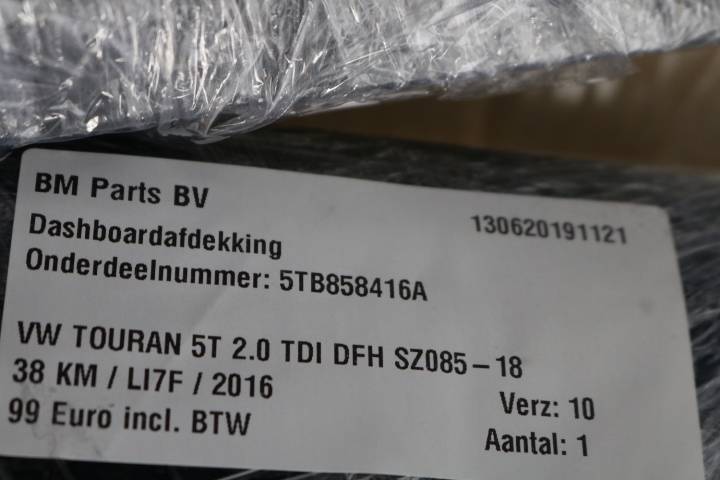 BM Parts BV
130620191121
Dashboardafdekking
Onderdeelnummer: 5TB858416A
VW TOURAN 5T 2.0 TDI DFH SZ085-18
38 KM / LI7F / 2016
Verz: 10
99 Euro incl. BTW
Aantal: 1